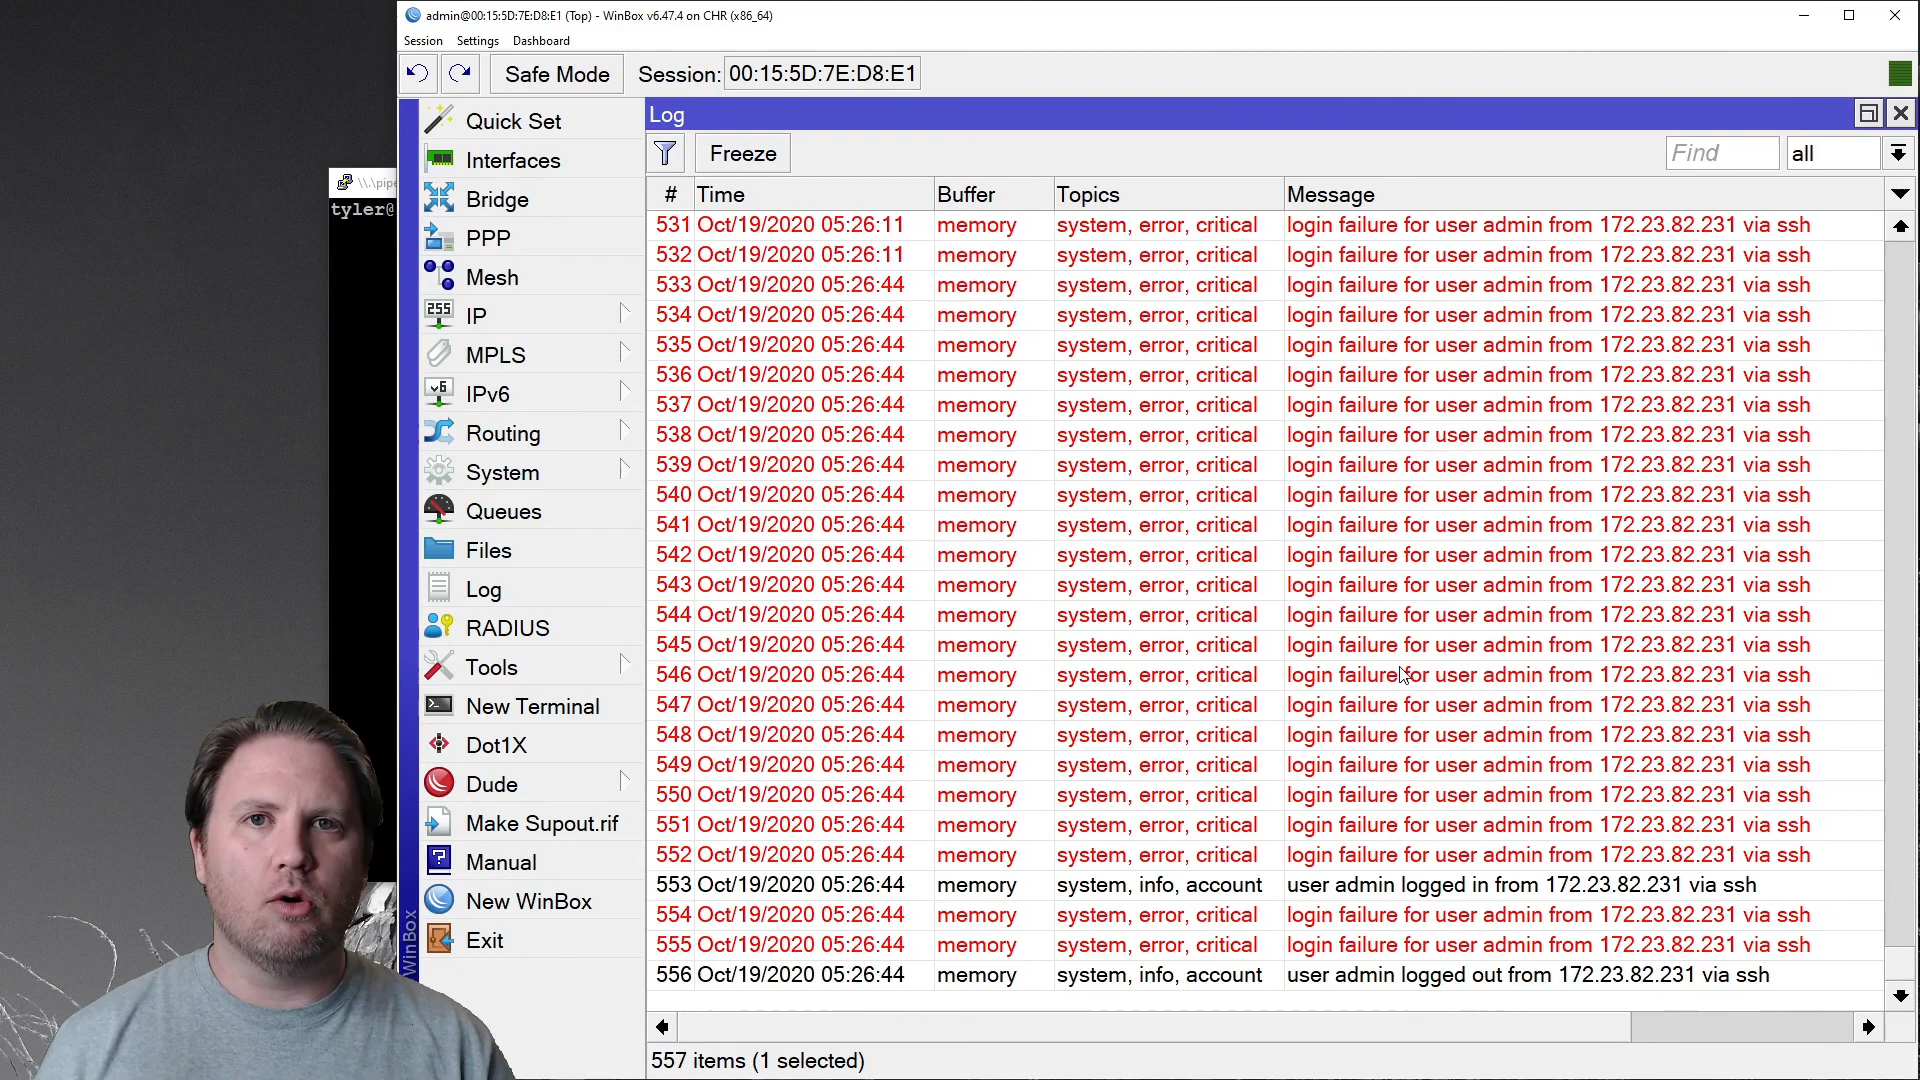 admin@00:15:5D:7E:D8:E1 (Top) - WinBox v6.47.4 on CHR (x86_64)
Session Settings Dashboard
Safe Mode Session: 00:15:5D:7E:D8:E1
Quick Set
Interfaces
Bridge
PPP
Mesh
IP
MPLS
IPv6
Routing
System
Queues
Files
Log
RADIUS
Tools
New Terminal
Dot1X
Dude
Make Supout.rif
Manual
New WinBox
Exit
WinBox
\\.\pipe
tyler@
Log
Freeze Find all
# Time Buffer Topics Message
531 Oct/19/2020 05:26:11 memory system, error, critical login failure for user admin from 172.23.82.231 via ssh
532 Oct/19/2020 05:26:11 memory system, error, critical login failure for user admin from 172.23.82.231 via ssh
533 Oct/19/2020 05:26:44 memory system, error, critical login failure for user admin from 172.23.82.231 via ssh
534 Oct/19/2020 05:26:44 memory system, error, critical login failure for user admin from 172.23.82.231 via ssh
535 Oct/19/2020 05:26:44 memory system, error, critical login failure for user admin from 172.23.82.231 via ssh
536 Oct/19/2020 05:26:44 memory system, error, critical login failure for user admin from 172.23.82.231 via ssh
537 Oct/19/2020 05:26:44 memory system, error, critical login failure for user admin from 172.23.82.231 via ssh
538 Oct/19/2020 05:26:44 memory system, error, critical login failure for user admin from 172.23.82.231 via ssh
539 Oct/19/2020 05:26:44 memory system, error, critical login failure for user admin from 172.23.82.231 via ssh
540 Oct/19/2020 05:26:44 memory system, error, critical login failure for user admin from 172.23.82.231 via ssh
541 Oct/19/2020 05:26:44 memory system, error, critical login failure for user admin from 172.23.82.231 via ssh
542 Oct/19/2020 05:26:44 memory system, error, critical login failure for user admin from 172.23.82.231 via ssh
543 Oct/19/2020 05:26:44 memory system, error, critical login failure for user admin from 172.23.82.231 via ssh
544 Oct/19/2020 05:26:44 memory system, error, critical login failure for user admin from 172.23.82.231 via ssh
545 Oct/19/2020 05:26:44 memory system, error, critical login failure for user admin from 172.23.82.231 via ssh
546 Oct/19/2020 05:26:44 memory system, error, critical login failure for user admin from 172.23.82.231 via ssh
547 Oct/19/2020 05:26:44 memory system, error, critical login failure for user admin from 172.23.82.231 via ssh
548 Oct/19/2020 05:26:44 memory system, error, critical login failure for user admin from 172.23.82.231 via ssh
549 Oct/19/2020 05:26:44 memory system, error, critical login failure for user admin from 172.23.82.231 via ssh
550 Oct/19/2020 05:26:44 memory system, error, critical login failure for user admin from 172.23.82.231 via ssh
551 Oct/19/2020 05:26:44 memory system, error, critical login failure for user admin from 172.23.82.231 via ssh
552 Oct/19/2020 05:26:44 memory system, error, critical login failure for user admin from 172.23.82.231 via ssh
553 Oct/19/2020 05:26:44 memory system, info, account user admin logged in from 172.23.82.231 via ssh
554 Oct/19/2020 05:26:44 memory system, error, critical login failure for user admin from 172.23.82.231 via ssh
555 Oct/19/2020 05:26:44 memory system, error, critical login failure for user admin from 172.23.82.231 via ssh
556 Oct/19/2020 05:26:44 memory system, info, account user admin logged out from 172.23.82.231 via ssh
557 items (1 selected)